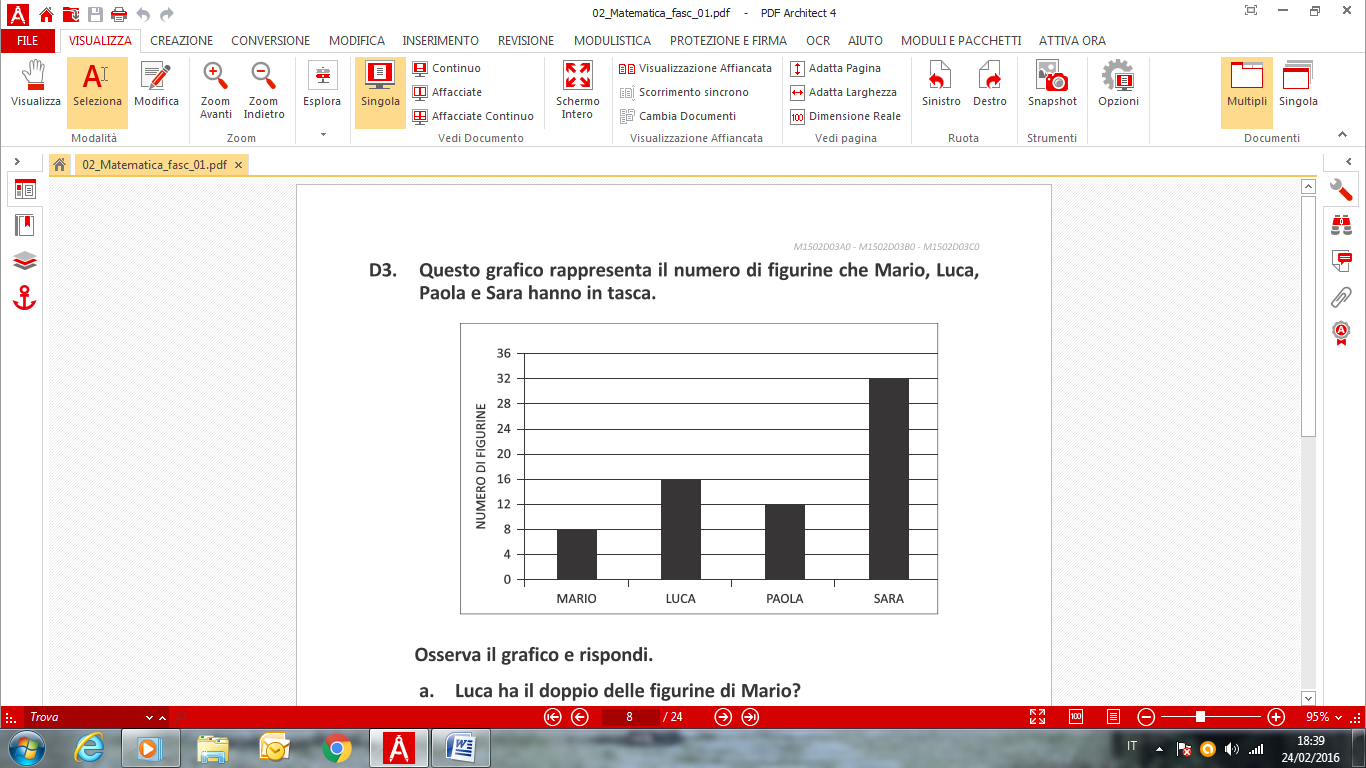 02_Matematica_fasc_01.pdf - PDF Architect 4
FILE VISUALIZZA CREAZIONE CONVERSIONE MODIFICA INSERIMENTO REVISIONE MODULISTICA PROTEZIONE E FIRMA OCR AIUTO MODULI E PACCHETTI ATTIVA ORA
Visualizza Seleziona Modifica
Modalità
Zoom Avanti Zoom Indietro
Zoom
Esplora
Singola Continuo Affacciate Affacciate Continuo
Vedi Documento
Schermo Intero
Visualizzazione Affiancata
Scorrimento sincrono
Cambia Documenti
Visualizzazione Affiancata
Adatta Pagina
Adatta Larghezza
100 Dimensione Reale
Vedi pagina
Sinistro Destro
Ruota
Snapshot
Strumenti
Opzioni
Multipli Singola
Documenti
02_Matematica_fasc_01.pdf
M1502D03A0 - M1502D03B0 - M1502D03C0
D3. Questo grafico rappresenta il numero di figurine che Mario, Luca,
Paola e Sara hanno in tasca.
NUMERO DI FIGURINE
36
32
28
24
20
16
12
8
4
0
MARIO LUCA PAOLA SARA
Osserva il grafico e rispondi.
a. Luca ha il doppio delle figurine di Mario?
Trova 8 / 24 100 95%
IT 18:39
24/02/2016